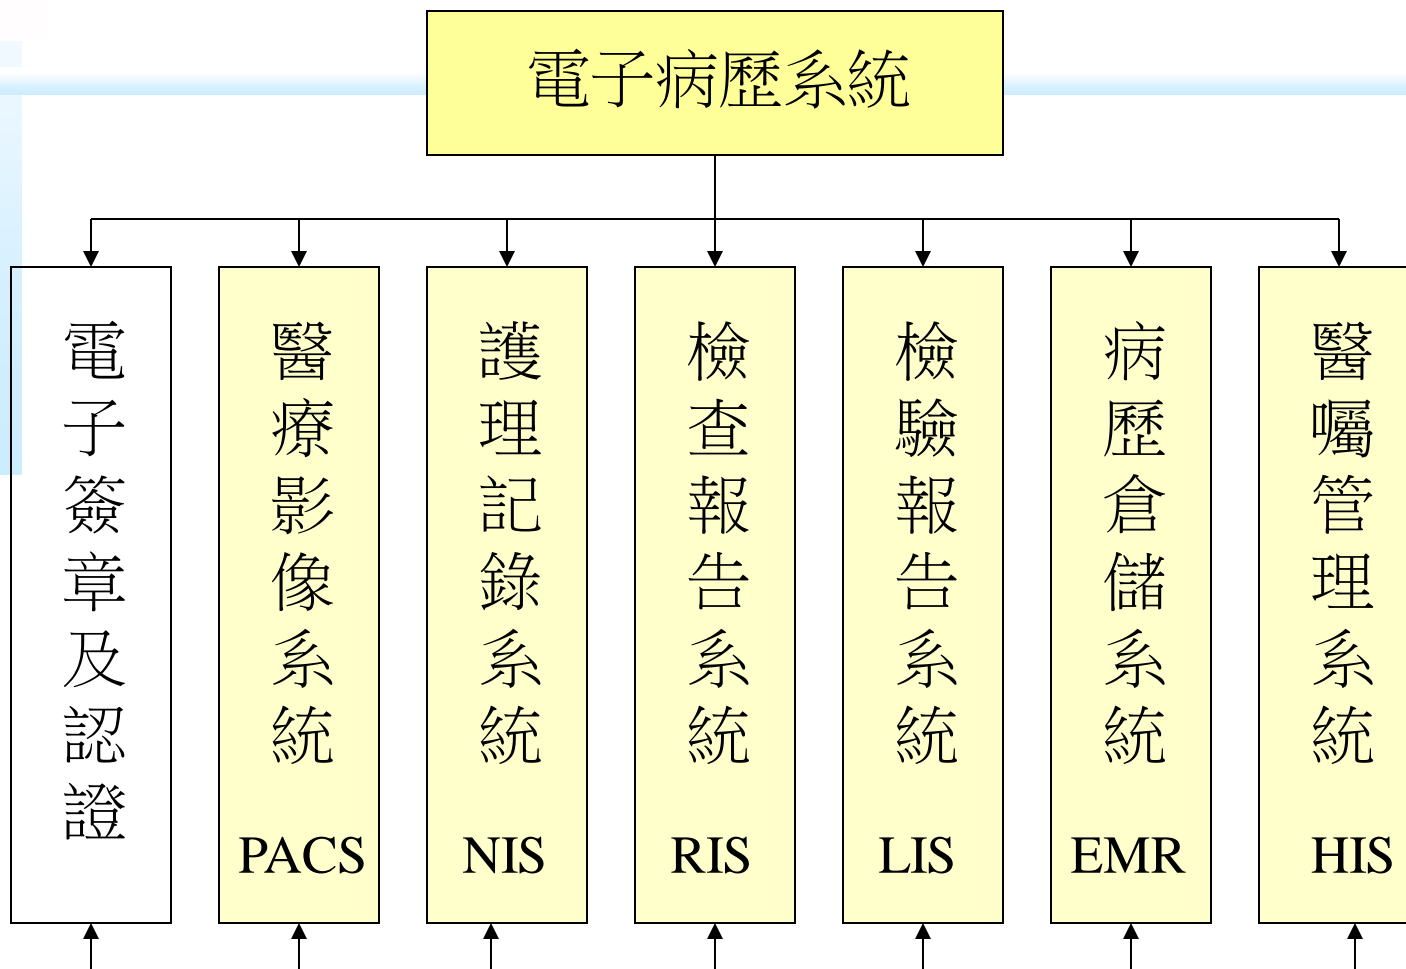 電子病歷系統
電子簽章及認證
醫療影像系統
PACS
護理記錄系統
NIS
檢查報告系統
RIS
檢驗報告系統
LIS
病歷倉儲系統
EMR
醫囑管理系統
HIS